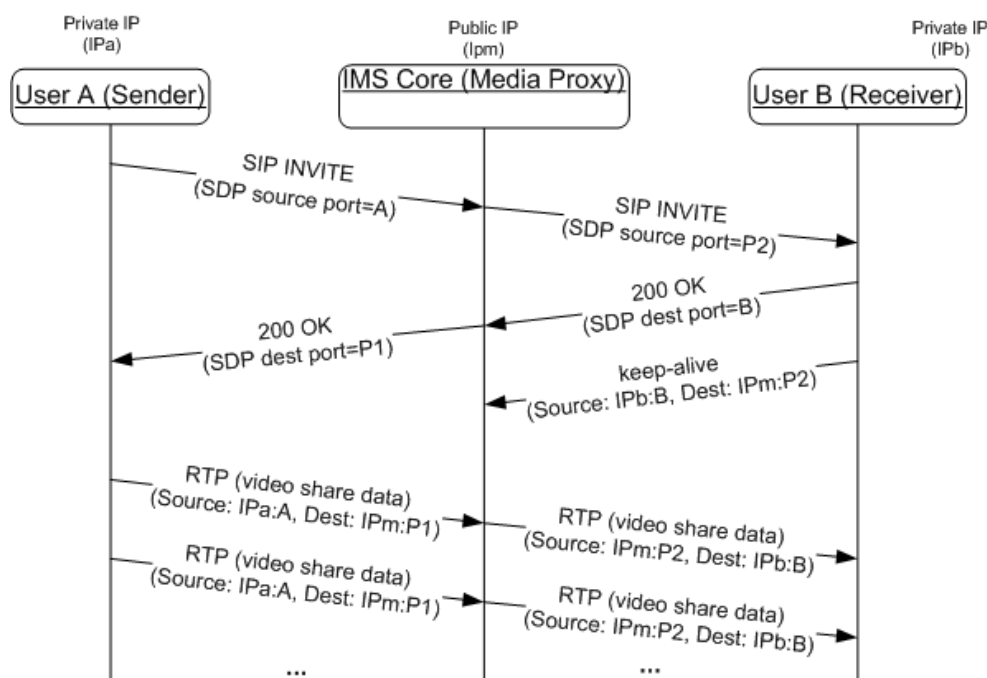 Private IP
(IPa)
Public IP
(Ipm)
Private IP
(IPb)
User A (Sender)
IMS Core (Media Proxy)
User B (Receiver)
SIP INVITE
(SDP source port=A)
SIP INVITE
(SDP source port=P2)
200 OK
(SDP dest port=B)
200 OK
(SDP dest port=P1)
keep-alive
(Source: IPb:B, Dest: IPm:P2)
RTP (video share data)
(Source: IPa:A, Dest: IPm:P1)
RTP (video share data)
(Source: IPm:P2, Dest: IPb:B)
RTP (video share data)
(Source: IPa:A, Dest: IPm:P1)
RTP (video share data)
(Source: IPm:P2, Dest: IPb:B)
...
...